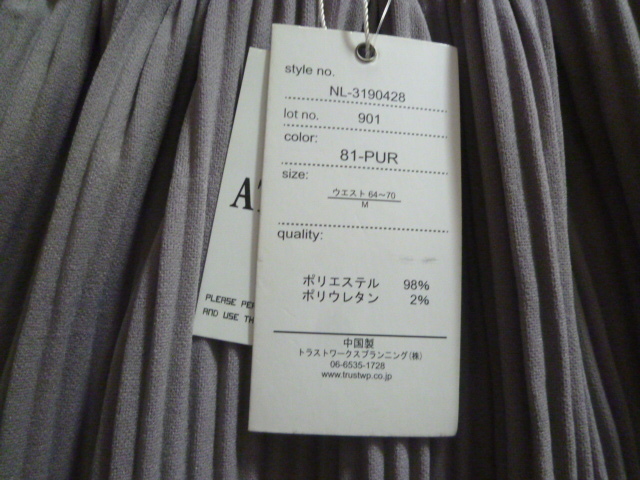 style no.
NL-3190428
lot no. 901
color:
81-PUR
size:
ウエスト 64～70
M
quality:
ポリエステル 98%
ポリウレタン 2%
中国製
トラストワークスプランニング(株)
06-6535-1728
www.trustwp.co.jp
PLEASE
AND USE